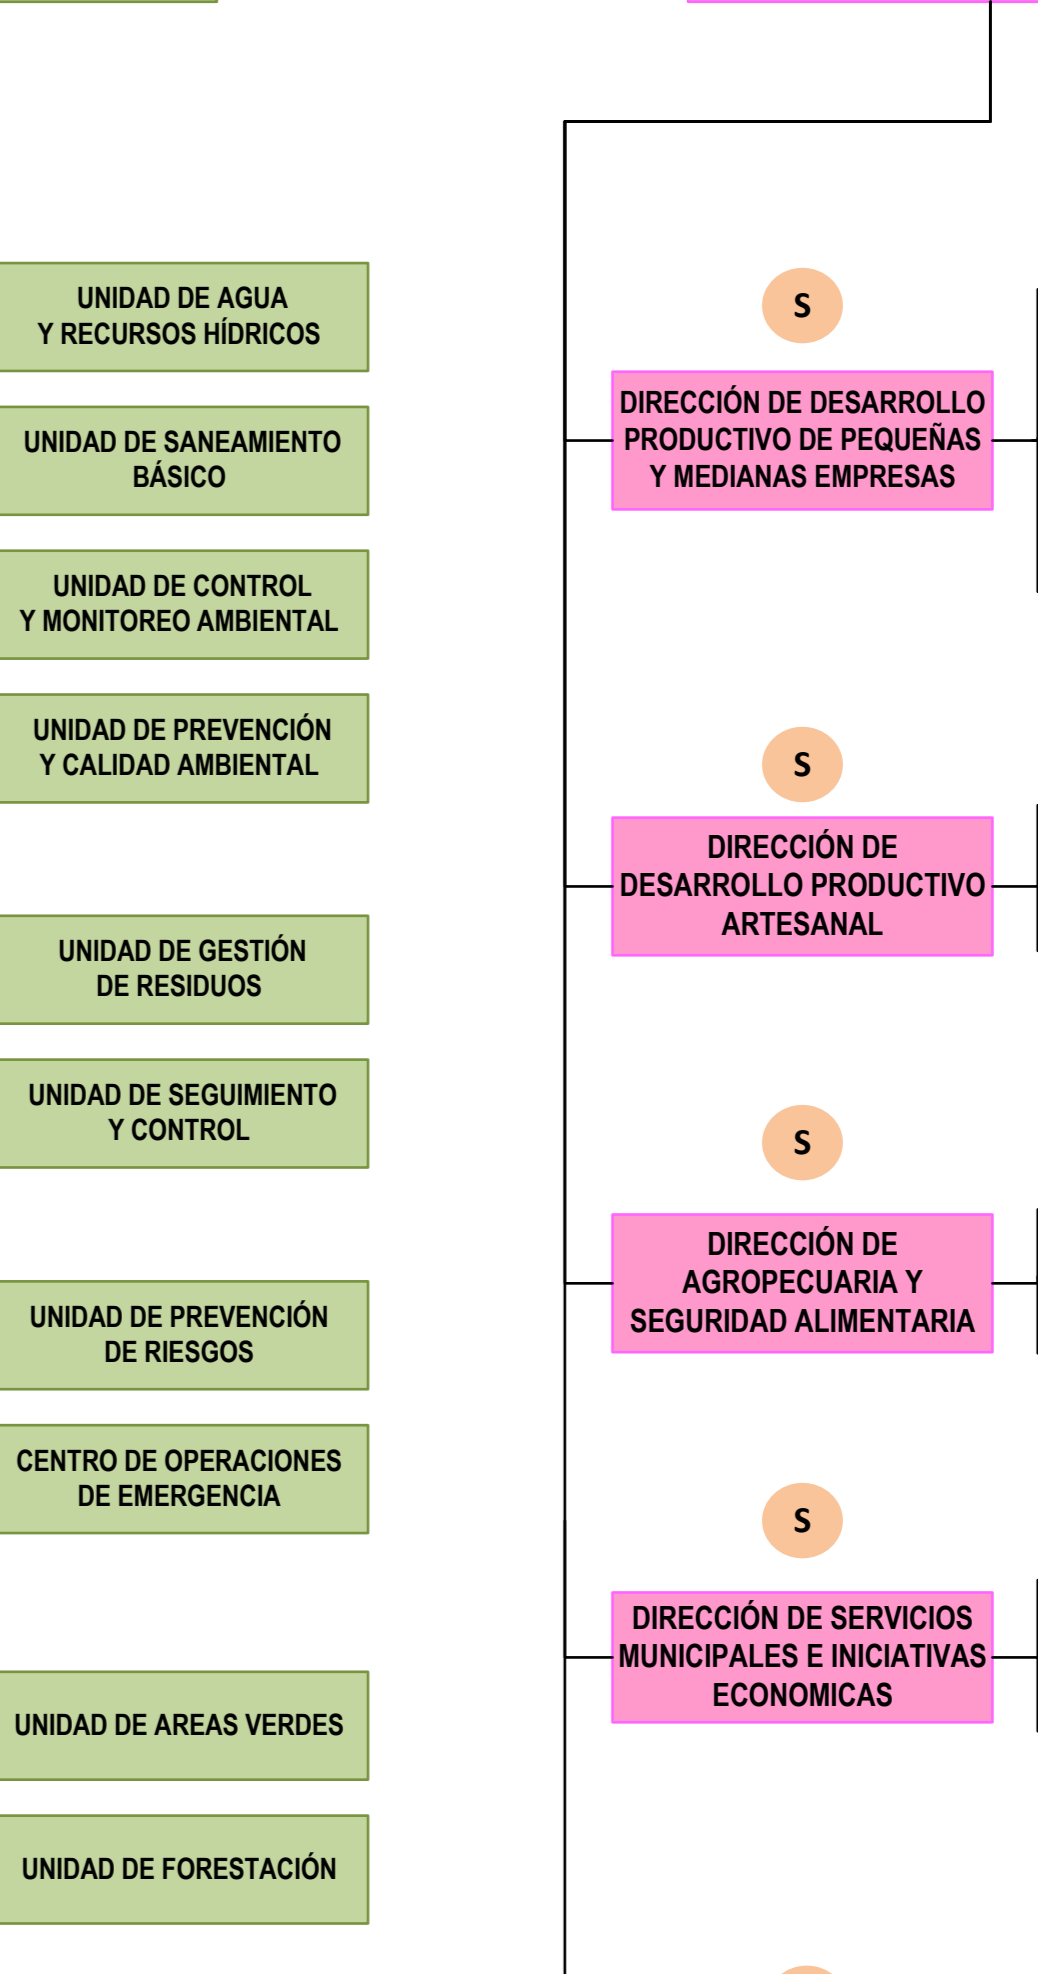 UNIDAD DE AGUA
Y RECURSOS HÍDRICOS
UNIDAD DE SANEAMIENTO
BÁSICO
UNIDAD DE CONTROL
Y MONITOREO AMBIENTAL
UNIDAD DE PREVENCIÓN
Y CALIDAD AMBIENTAL
UNIDAD DE GESTIÓN
DE RESIDUOS
UNIDAD DE SEGUIMIENTO
Y CONTROL
UNIDAD DE PREVENCIÓN
DE RIESGOS
CENTRO DE OPERACIONES
DE EMERGENCIA
UNIDAD DE AREAS VERDES
UNIDAD DE FORESTACIÓN
S
DIRECCIÓN DE DESARROLLO
PRODUCTIVO DE PEQUEÑAS
Y MEDIANAS EMPRESAS
S
DIRECCIÓN DE
DESARROLLO PRODUCTIVO
ARTESANAL
S
DIRECCIÓN DE
AGROPECUARIA Y
SEGURIDAD ALIMENTARIA
S
DIRECCIÓN DE SERVICIOS
MUNICIPALES E INICIATIVAS
ECONOMICAS